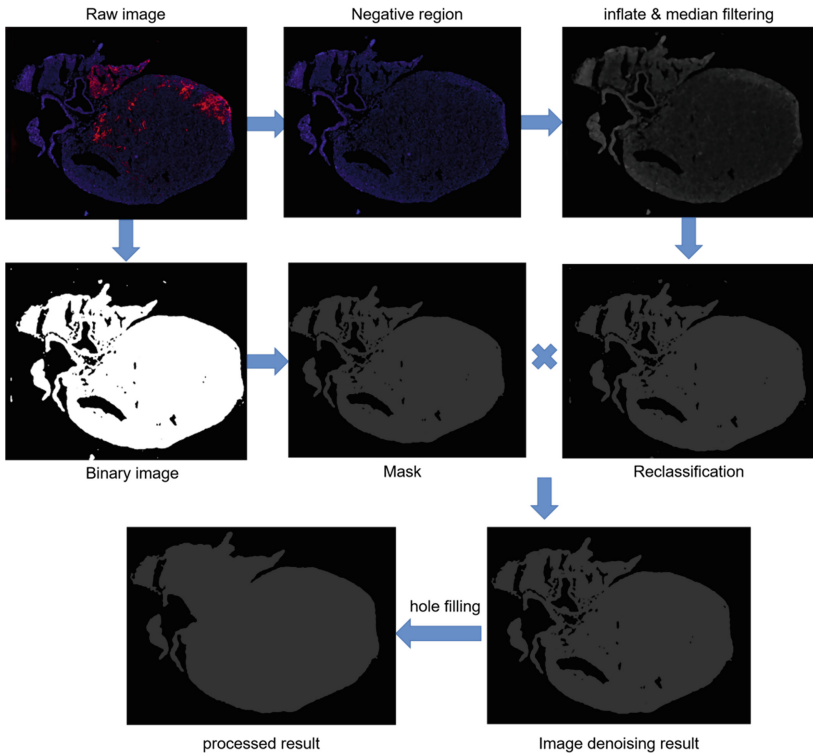 Raw image
Negative region
inflate & median filtering
Binary image
Mask
Reclassification
hole filling
processed result
Image denoising result